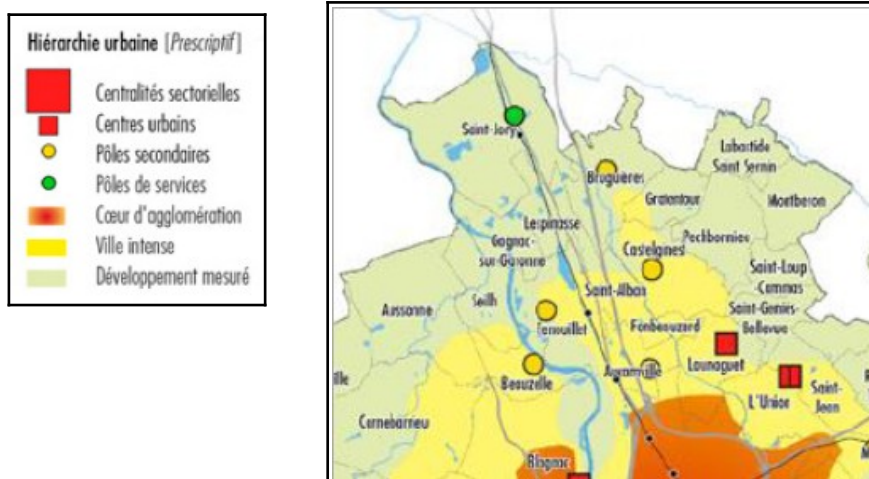 Hiérarchie urbaine [Prescriptif]
Centralités sectorielles
Centres urbains
Pôles secondaires
Pôles de services
Cœur d'agglomération
Ville intense
Développement mesuré
Saint-Jory
Bruguières
Labastide
Saint Sernin
Gratentour
Montberon
Lespinasse
Gagnac-
sur-Garonne
Castelginest
Pechbonnieu
Saint-Loup
-Cammas
Saint-Geniès-
Bellevue
Seilh
Saint-Alban
Aussonne
Fenouillet
Fonbeauzard
Launaguet
Aucamville
Beauzelle
L'Union
Saint-
Jean
ille
Cornebarrieu
Blagnac